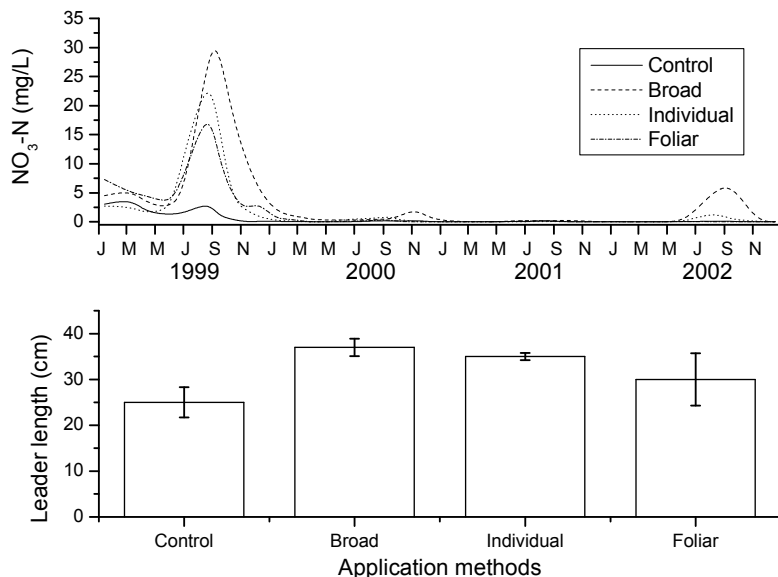 NO₃-N (mg/L)
35
30
25
20
15
10
5
0
Control
Broad
Individual
Foliar
J M M J S N J M M J S N J M M J S N J M M J S N
1999 2000 2001 2002
Leader length (cm)
40
30
20
10
0
Control Broad Individual Foliar
Application methods